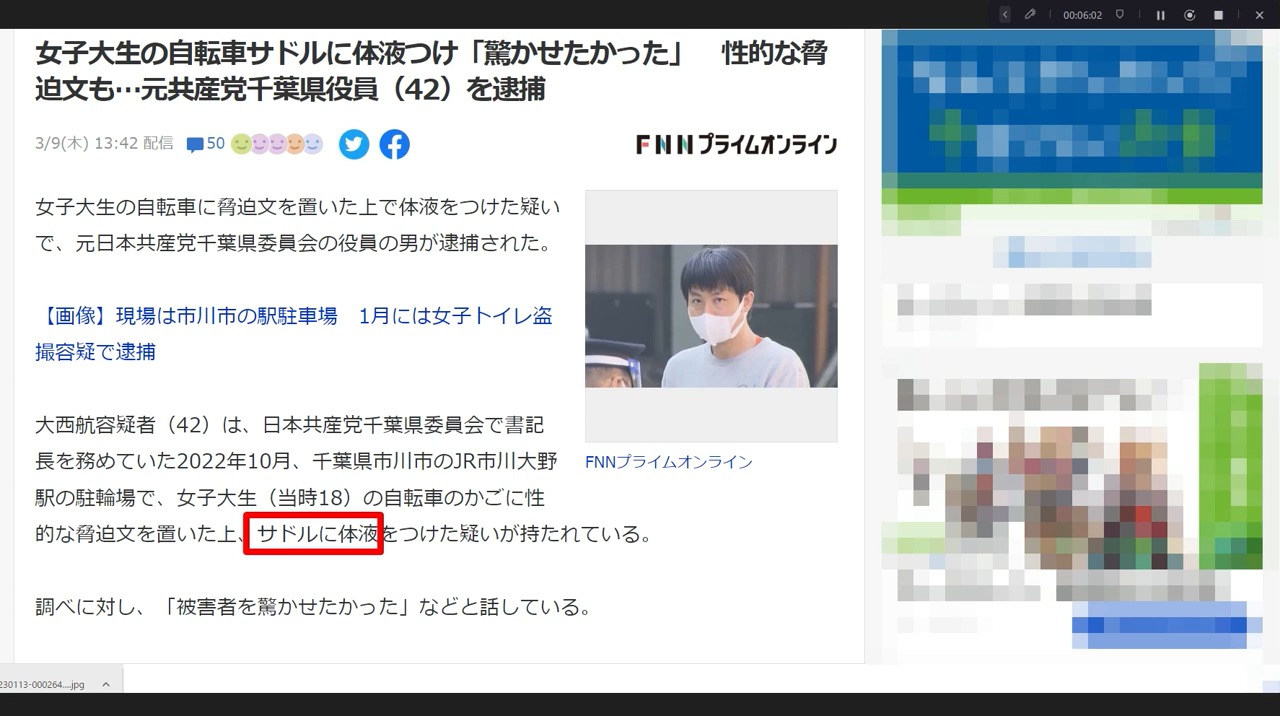 00:06:02
女子大生の自転車サドルに体液つけ「驚かせたかった」　性的な脅
迫文も…元共産党千葉県役員（42）を逮捕
3/9(木) 13:42 配信
50
FNNプライムオンライン
女子大生の自転車に脅迫文を置いた上で体液をつけた疑い
で、元日本共産党千葉県委員会の役員の男が逮捕された。
【画像】現場は市川市の駅駐車場　1月には女子トイレ盗
撮容疑で逮捕
大西航容疑者（42）は、日本共産党千葉県委員会で書記
長を務めていた2022年10月、千葉県市川市のJR市川大野
駅の駐輪場で、女子大生（当時18）の自転車のかごに性
的な脅迫文を置いた上、サドルに体液をつけた疑いが持たれている。
FNNプライムオンライン
調べに対し、「被害者を驚かせたかった」などと話している。
230113-000264....jpg